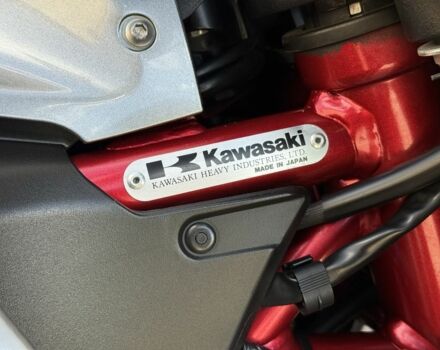 Kawasaki
KAWASAKI HEAVY INDUSTRIES, LTD.
MADE IN JAPAN